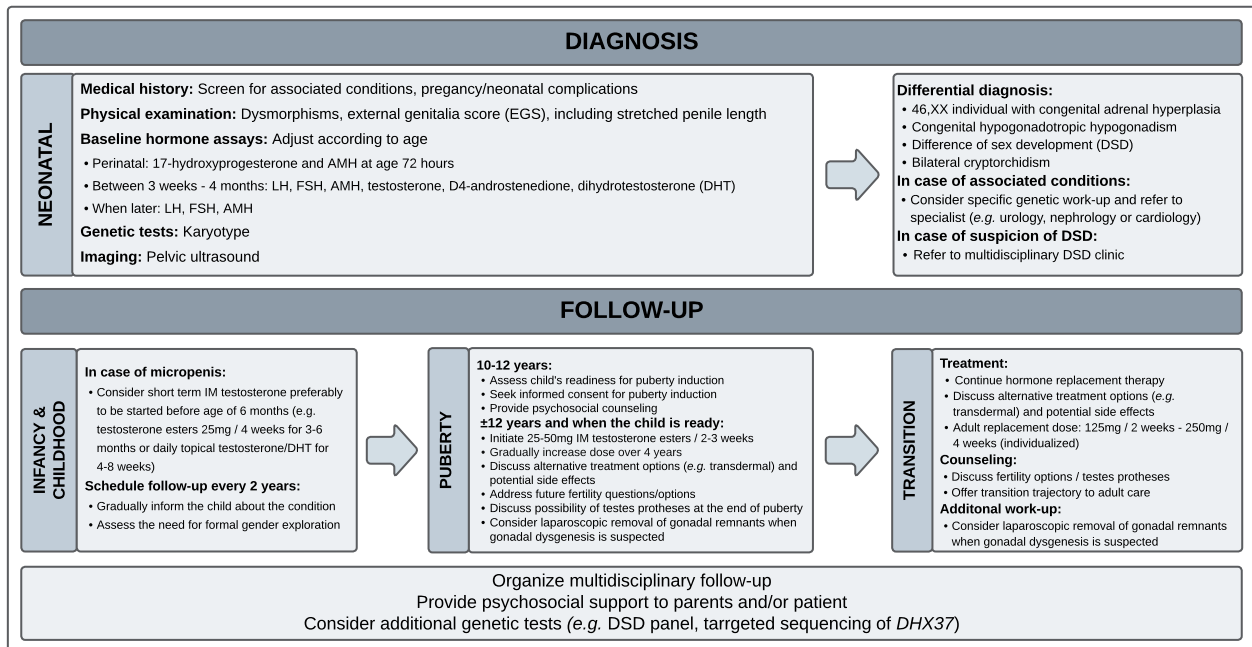 DIAGNOSIS
NEONATAL
Medical history: Screen for associated conditions, pregancy/neonatal complications
Physical examination: Dysmorphisms, external genitalia score (EGS), including stretched penile length
Baseline hormone assays: Adjust according to age
• Perinatal: 17-hydroxyprogesterone and AMH at age 72 hours
• Between 3 weeks - 4 months: LH, FSH, AMH, testosterone, D4-androstenedione, dihydrotestosterone (DHT)
• When later: LH, FSH, AMH
Genetic tests: Karyotype
Imaging: Pelvic ultrasound
Differential diagnosis:
• 46,XX individual with congenital adrenal hyperplasia
• Congenital hypogonadotropic hypogonadism
• Difference of sex development (DSD)
• Bilateral cryptorchidism
In case of associated conditions:
• Consider specific genetic work-up and refer to
specialist (e.g. urology, nephrology or cardiology)
In case of suspicion of DSD:
• Refer to multidisciplinary DSD clinic
FOLLOW-UP
INFANCY &
CHILDHOOD
In case of micropenis:
• Consider short term IM testosterone preferably
to be started before age of 6 months (e.g.
testosterone esters 25mg / 4 weeks for 3-6
months or daily topical testosterone/DHT for
4-8 weeks)
Schedule follow-up every 2 years:
• Gradually inform the child about the condition
• Assess the need for formal gender exploration
PUBERTY
10-12 years:
• Assess child's readiness for puberty induction
• Seek informed consent for puberty induction
• Provide psychosocial counseling
±12 years and when the child is ready:
• Initiate 25-50mg IM testosterone esters / 2-3 weeks
• Gradually increase dose over 4 years
• Discuss alternative treatment options (e.g. transdermal) and
potential side effects
• Address future fertility questions/options
• Discuss possibility of testes protheses at the end of puberty
• Consider laparoscopic removal of gonadal remnants when
gonadal dysgenesis is suspected
TRANSITION
Treatment:
• Continue hormone replacement therapy
• Discuss alternative treatment options (e.g.
transdermal) and potential side effects
• Adult replacement dose: 125mg / 2 weeks - 250mg /
4 weeks (individualized)
Counseling:
• Discuss fertility options / testes protheses
• Offer transition trajectory to adult care
Additonal work-up:
• Consider laparoscopic removal of gonadal remnants
when gonadal dysgenesis is suspected
Organize multidisciplinary follow-up
Provide psychosocial support to parents and/or patient
Consider additional genetic tests (e.g. DSD panel, tarrgeted sequencing of DHX37)